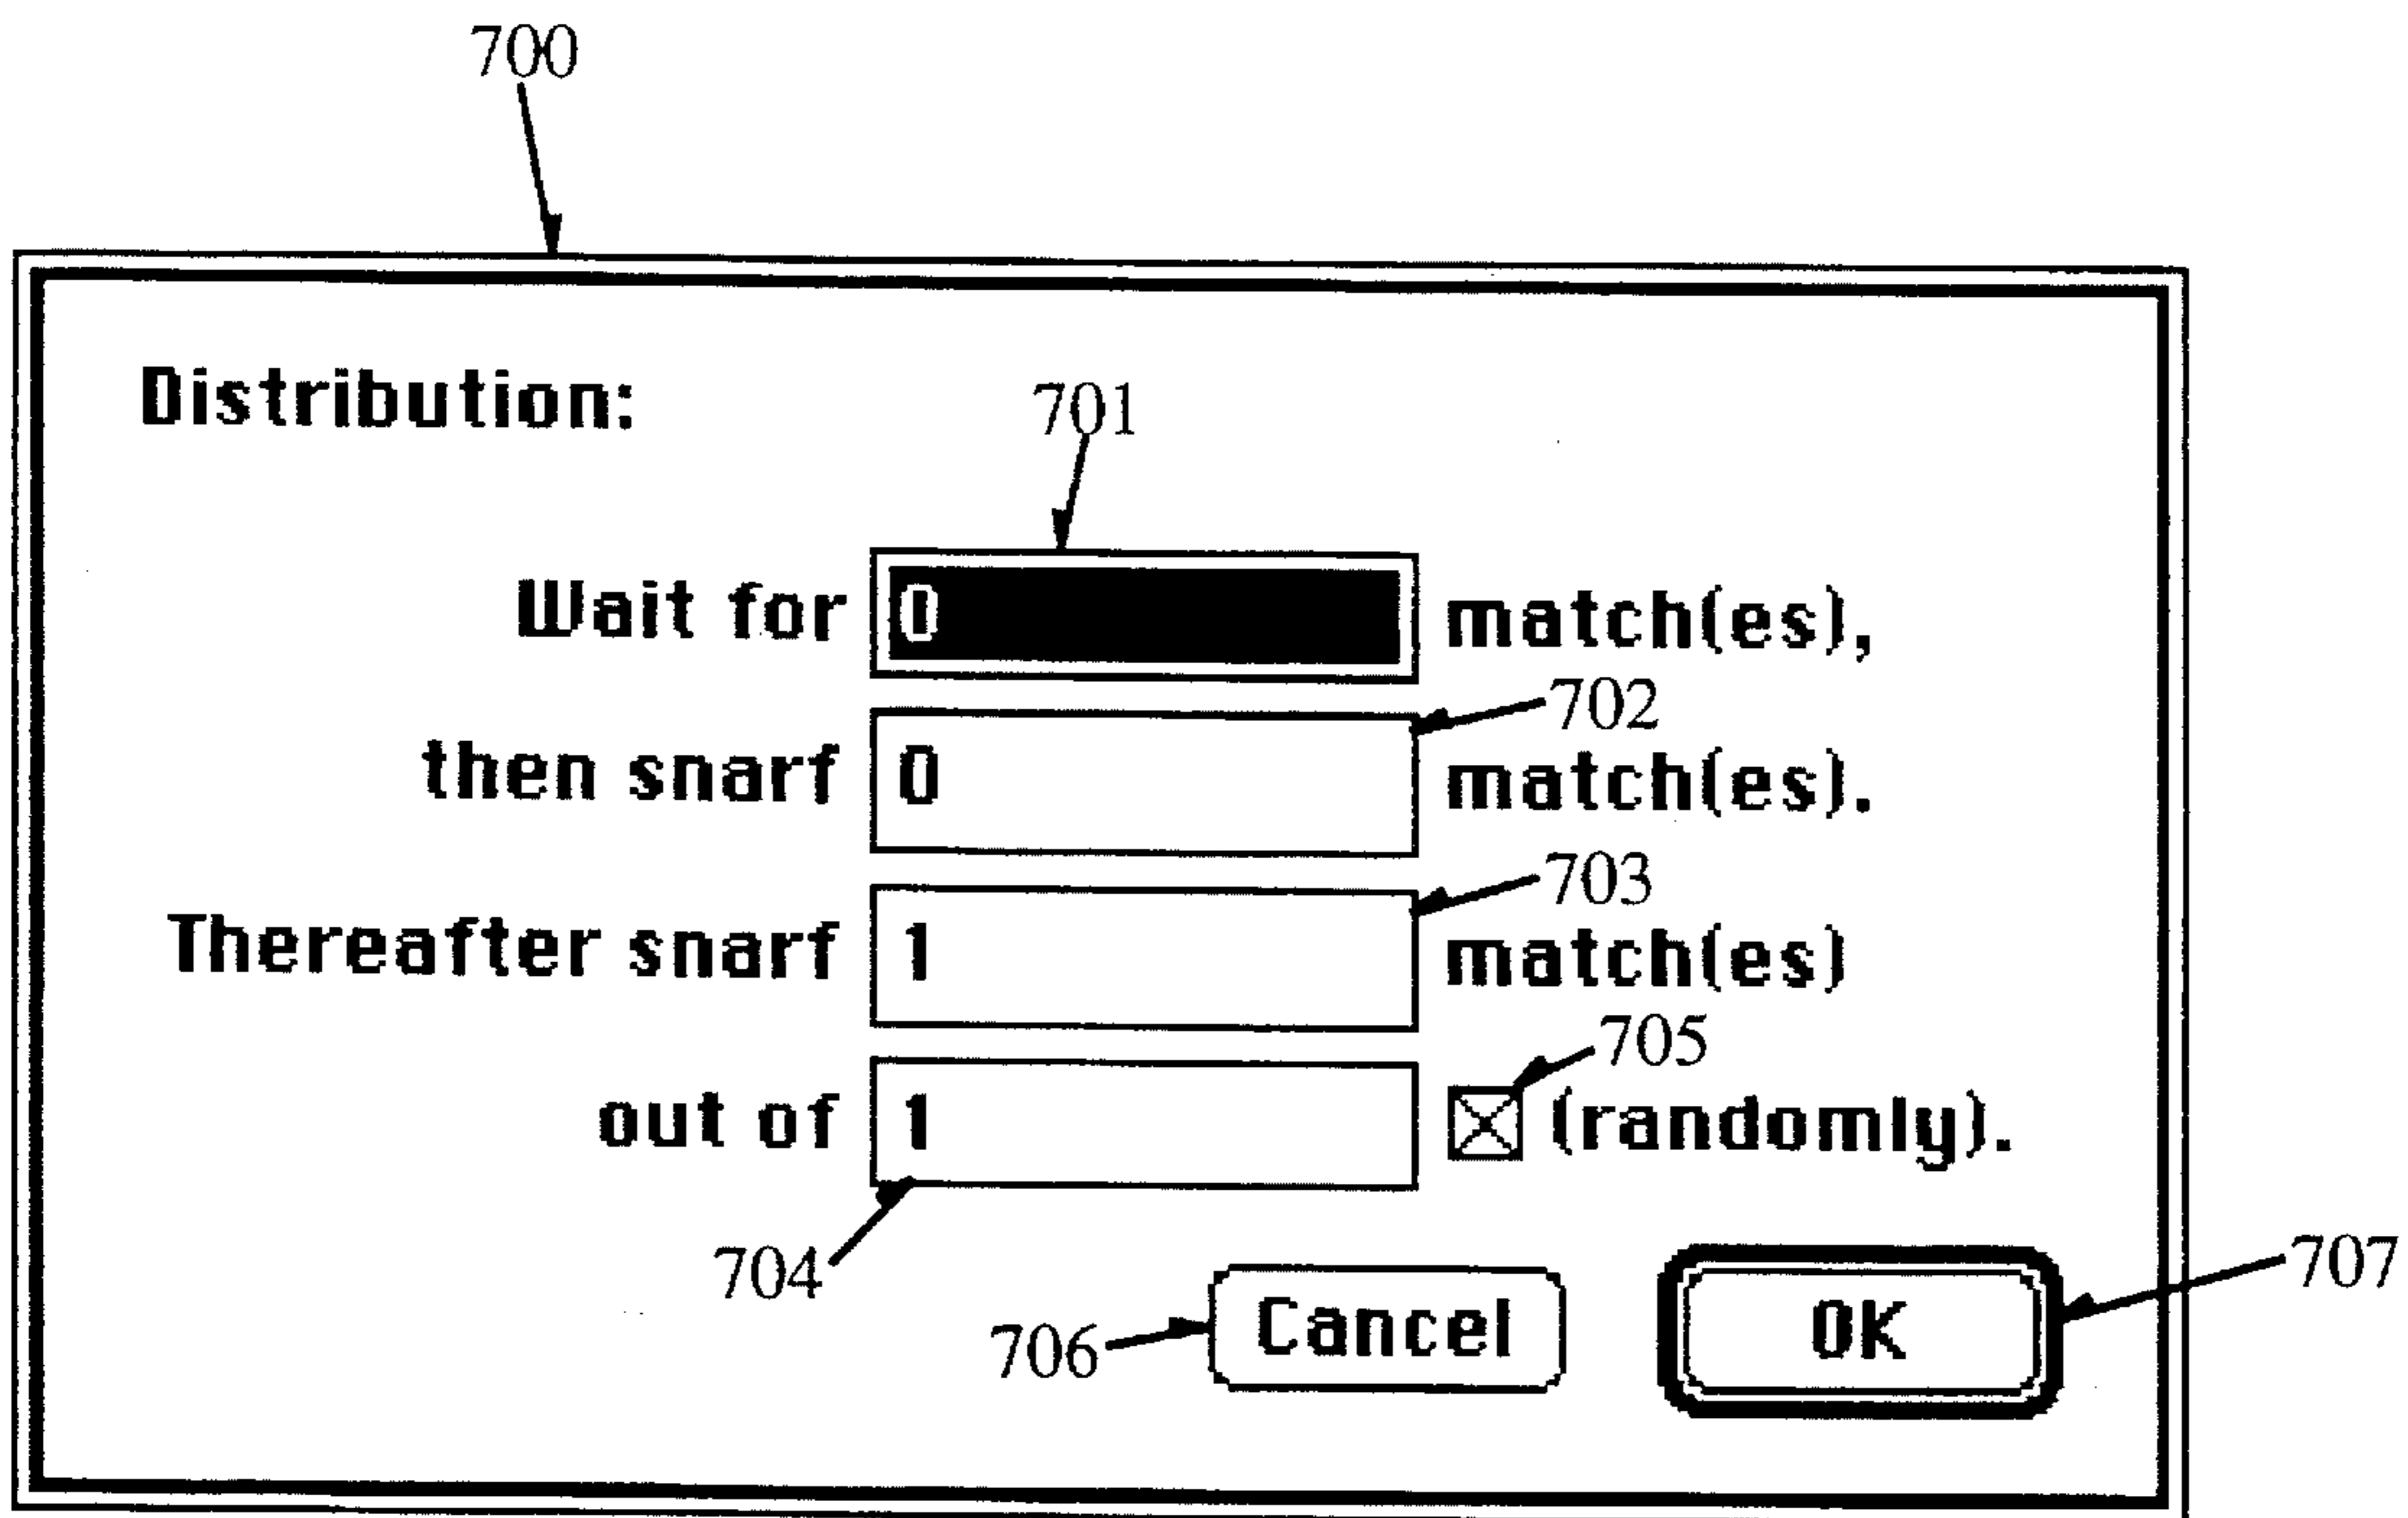 700
Distribution:
701
Wait for 0 match(es),
702
then snarf 0 match(es).
703
Thereafter snarf 1 match(es)
705
out of 1 (randomly).
704
706 Cancel OK 707